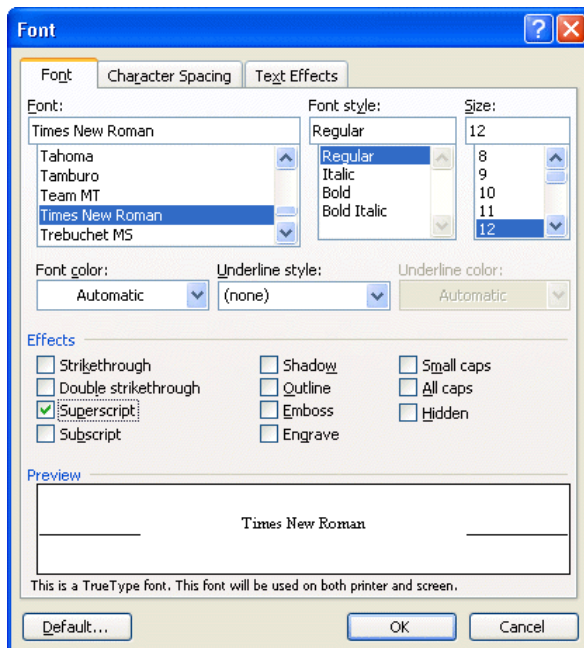 Font
Font Character Spacing Text Effects
Font: Font style: Size:
Times New Roman Regular 12
Tahoma Regular 8
Tamburo Italic 9
Team MT Bold 10
Times New Roman Bold Italic 11
Trebuchet MS 12
Font color: Underline style: Underline color:
Automatic (none) Automatic
Effects
Strikethrough Shadow Small caps
Double strikethrough Outline All caps
Superscript Emboss Hidden
Subscript Engrave
Preview
Times New Roman
This is a TrueType font. This font will be used on both printer and screen.
Default... OK Cancel